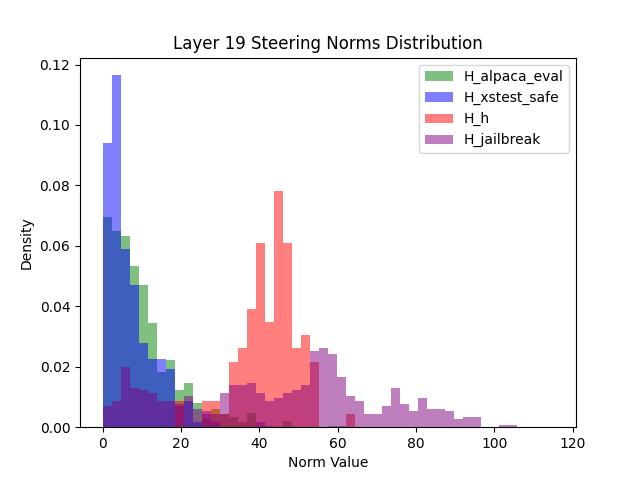 Layer 19 Steering Norms Distribution
H_alpaca_eval
H_xstest_safe
H_h
H_jailbreak
Density
0.12
0.10
0.08
0.06
0.04
0.02
0.00
0
20
40
60
80
100
120
Norm Value